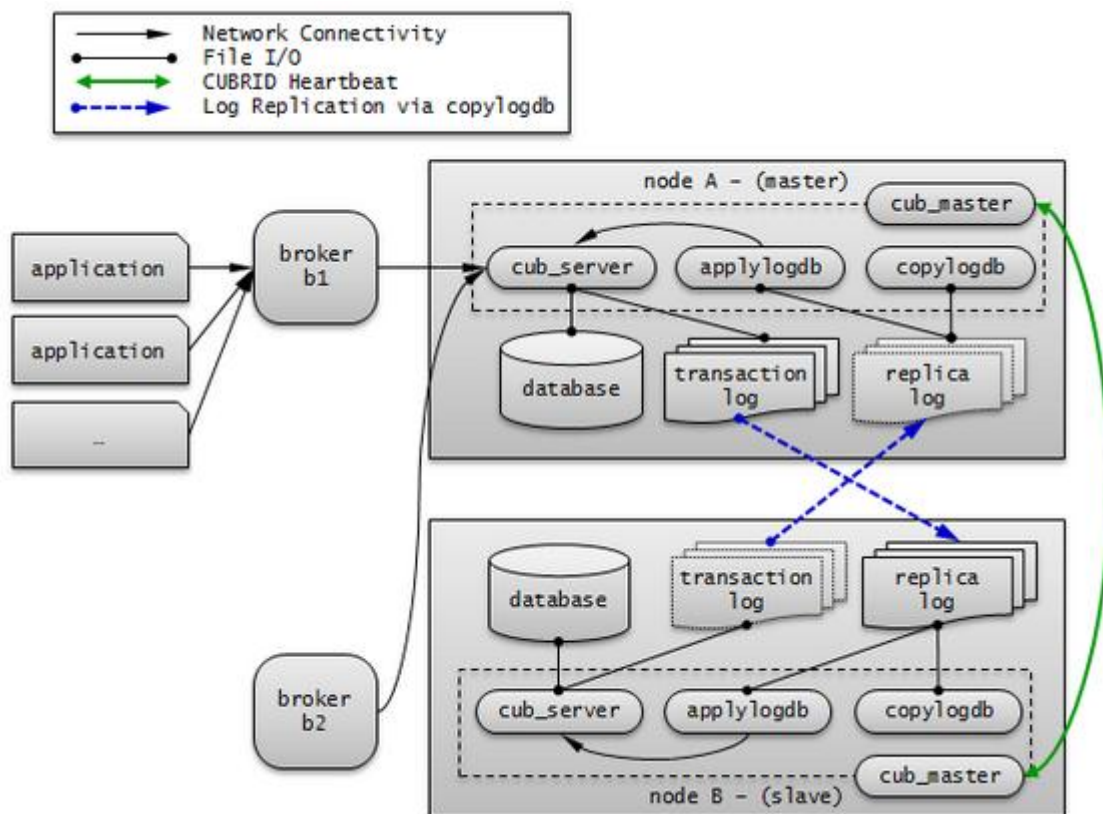 Network Connectivity
File I/O
CUBRID Heartbeat
Log Replication via copylogdb
node A - (master)
cub_master
application
broker
b1
cub_server
applylogdb
copylogdb
application
…
database
transaction
log
replica
log
database
transaction
log
replica
log
broker
b2
cub_server
applylogdb
copylogdb
cub_master
node B - (slave)